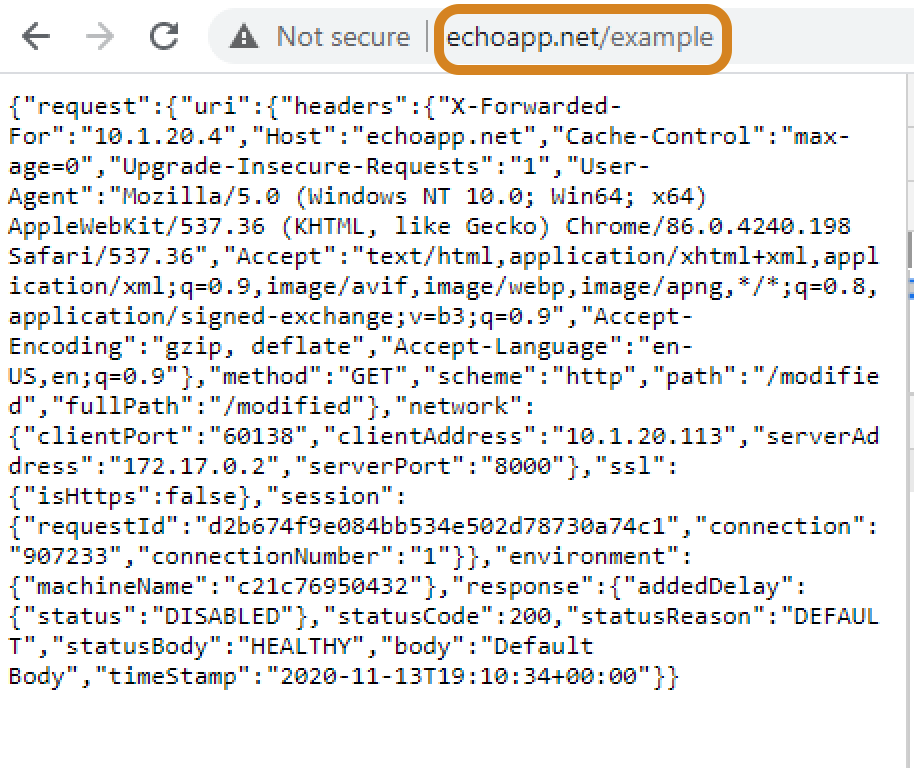 Not secure | echoapp.net/example
{"request":{"uri":{"headers":{"X-Forwarded-
For":"10.1.20.4","Host":"echoapp.net","Cache-Control":"max-
age=0","Upgrade-Insecure-Requests":"1","User-
Agent":"Mozilla/5.0 (Windows NT 10.0; Win64; x64)
AppleWebKit/537.36 (KHTML, like Gecko) Chrome/86.0.4240.198
Safari/537.36","Accept":"text/html,application/xhtml+xml,appl
ication/xml;q=0.9,image/avif,image/webp,image/apng,*/*;q=0.8,
application/signed-exchange;v=b3;q=0.9","Accept-
Encoding":"gzip, deflate","Accept-Language":"en-
US,en;q=0.9"},"method":"GET","scheme":"http","path":"/modifie
d","fullPath":"/modified"},"network":
{"clientPort":"60138","clientAddress":"10.1.20.113","serverAd
dress":"172.17.0.2","serverPort":"8000"},"ssl":
{"isHttps":false},"session":
{"requestId":"d2b674f9e084bb534e502d78730a74c1","connection":
"907233","connectionNumber":"1"}},"environment":
{"machineName":"c21c76950432"},"response":{"addedDelay":
{"status":"DISABLED"},"statusCode":200,"statusReason":"DEFAUL
T","statusBody":"HEALTHY","body":"Default
Body","timeStamp":"2020-11-13T19:10:34+00:00"}}